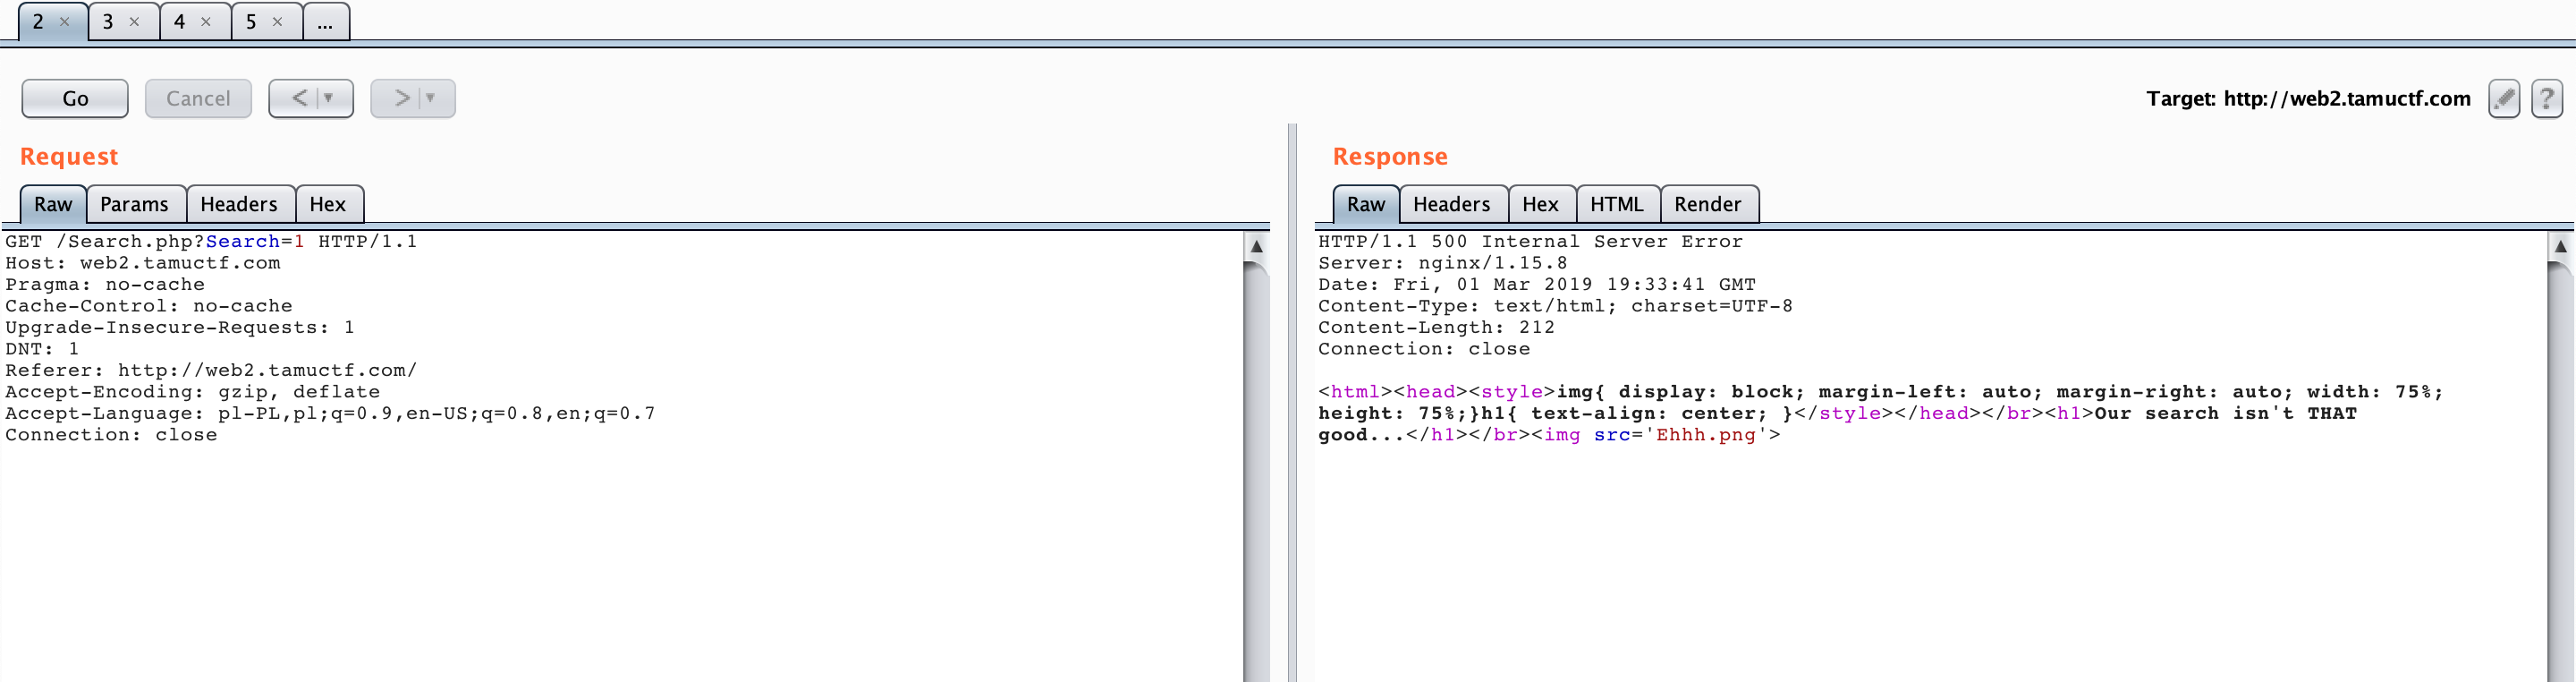 2 × 3 × 4 × 5 × ...
Go Cancel < >
Target: http://web2.tamuctf.com ?
Request
Raw Params Headers Hex
GET /Search.php?Search=1 HTTP/1.1
Host: web2.tamuctf.com
Pragma: no-cache
Cache-Control: no-cache
Upgrade-Insecure-Requests: 1
DNT: 1
Referer: http://web2.tamuctf.com/
Accept-Encoding: gzip, deflate
Accept-Language: pl-PL,pl;q=0.9,en-US;q=0.8,en;q=0.7
Connection: close
Response
Raw Headers Hex HTML Render
HTTP/1.1 500 Internal Server Error
Server: nginx/1.15.8
Date: Fri, 01 Mar 2019 19:33:41 GMT
Content-Type: text/html; charset=UTF-8
Content-Length: 212
Connection: close
<html><head><style>img{ display: block; margin-left: auto; margin-right: auto; width: 75%;
height: 75%;}h1{ text-align: center; }</style></head></br><h1>Our search isn't THAT
good...</h1></br><img src='Ehhh.png'>